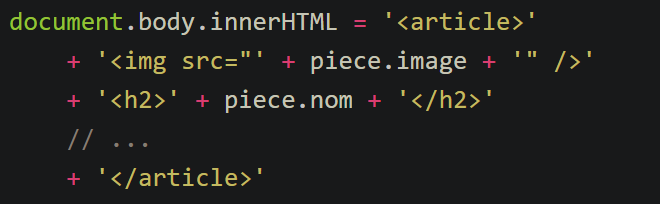 document.body.innerHTML = '<article>'
    + '<img src="' + piece.image + '" />'
    + '<h2>' + piece.nom + '</h2>'
    // ...
    + '</article>'